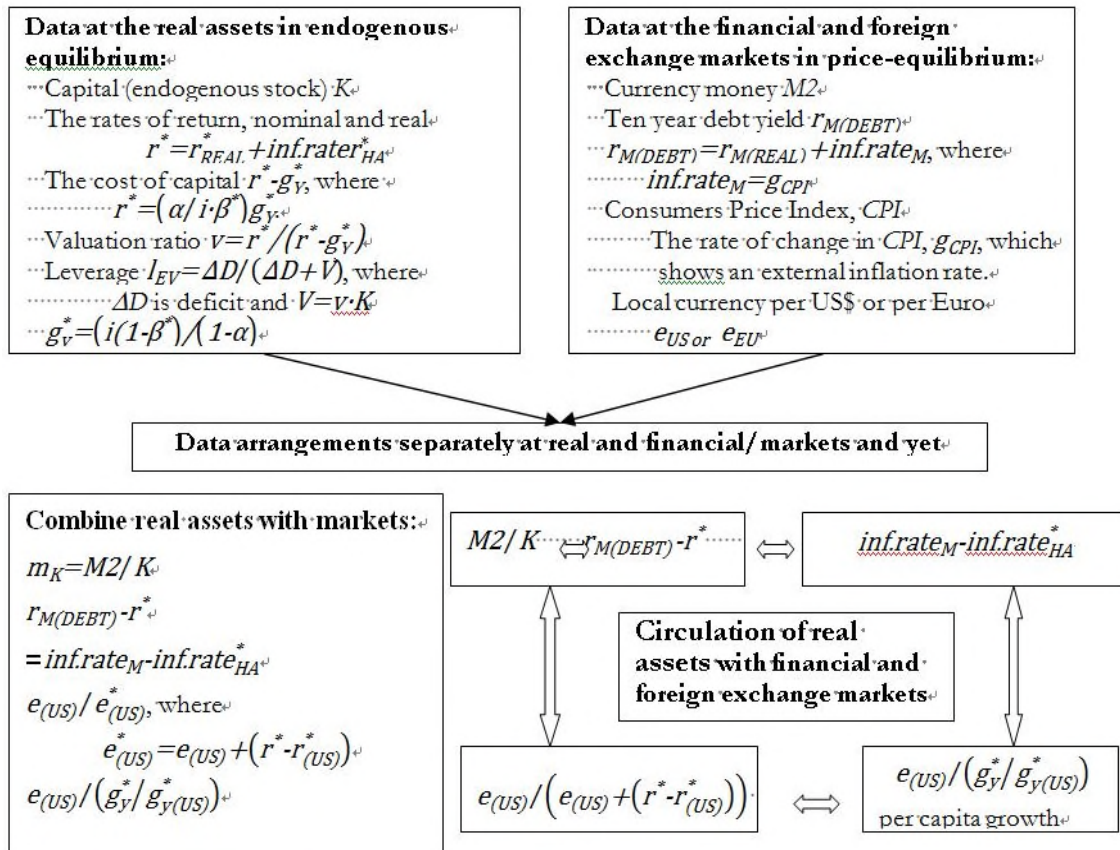 Data at the real assets in endogenous
equilibrium:
Capital (endogenous stock) K
The rates of return, nominal and real
r*=r*REAL+inf.rater*HA
The cost of capital r*-g*Y, where
r*=(α/i·β*)g*Y.
Valuation ratio v=r*/(r*-g*Y)
Leverage lEV=ΔD/(ΔD+V), where
ΔD is deficit and V=v·K
g*Y=(i(1-β*)/(1-α)
Data at the financial and foreign
exchange markets in price-equilibrium:
Currency money M2
Ten year debt yield rM(DEBT)
rM(DEBT)=rM(REAL)+inf.rateM, where
inf.rateM=gCPI
Consumers Price Index, CPI
The rate of change in CPI, gCPI, which
shows an external inflation rate.
Local currency per US$ or per Euro
eUS or eEU
Data arrangements separately at real and financial/markets and yet
Combine real assets with markets:
mK=M2/K
rM(DEBT)-r*
=inf.rateM-inf.rate*HA
e(US)/e*(US), where
e*(US)=e(US)+(r*-r*(US))
e(US)/(g*y/g*y(US))
M2/K ⇔ rM(DEBT)-r* ⇔ inf.rateM-inf.rate*HA
Circulation of real
assets with financial and
foreign exchange markets
e(US)/(e(US)+(r*-r*(US))) ⇔ e(US)/(g*y/g*y(US))
per capita growth